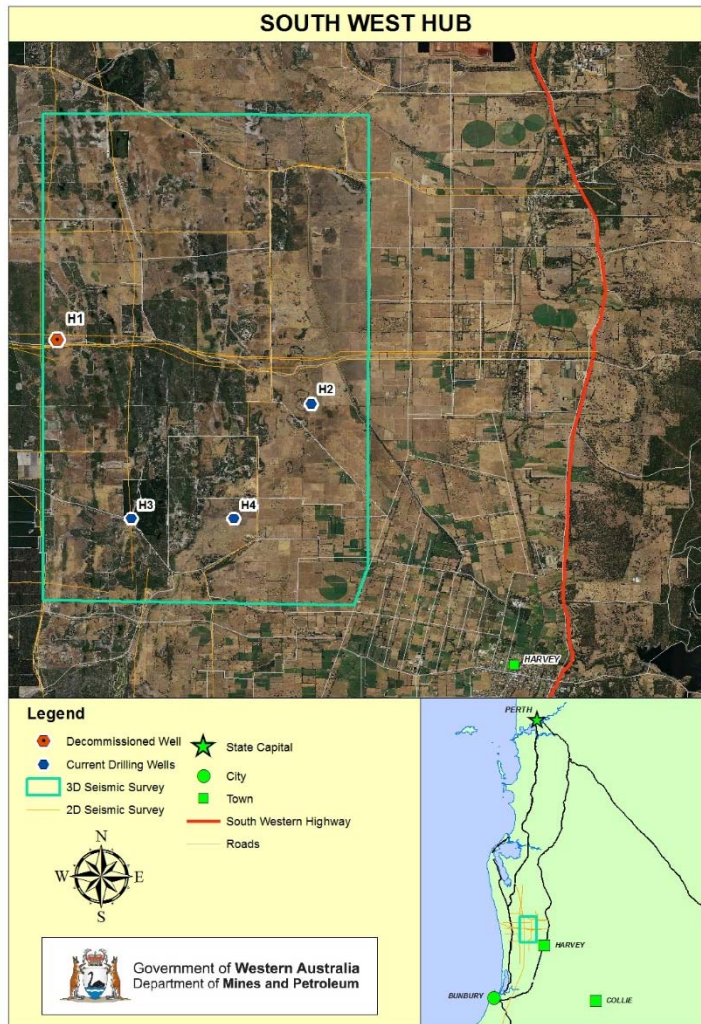 SOUTH WEST HUB
H1
H2
H3
H4
HARVEY
Legend
Decommissioned Well
Current Drilling Wells
3D Seismic Survey
2D Seismic Survey
State Capital
City
Town
South Western Highway
Roads
N
W
E
S
Government of Western Australia
Department of Mines and Petroleum
PERTH
HARVEY
BUNBURY
COLLIE